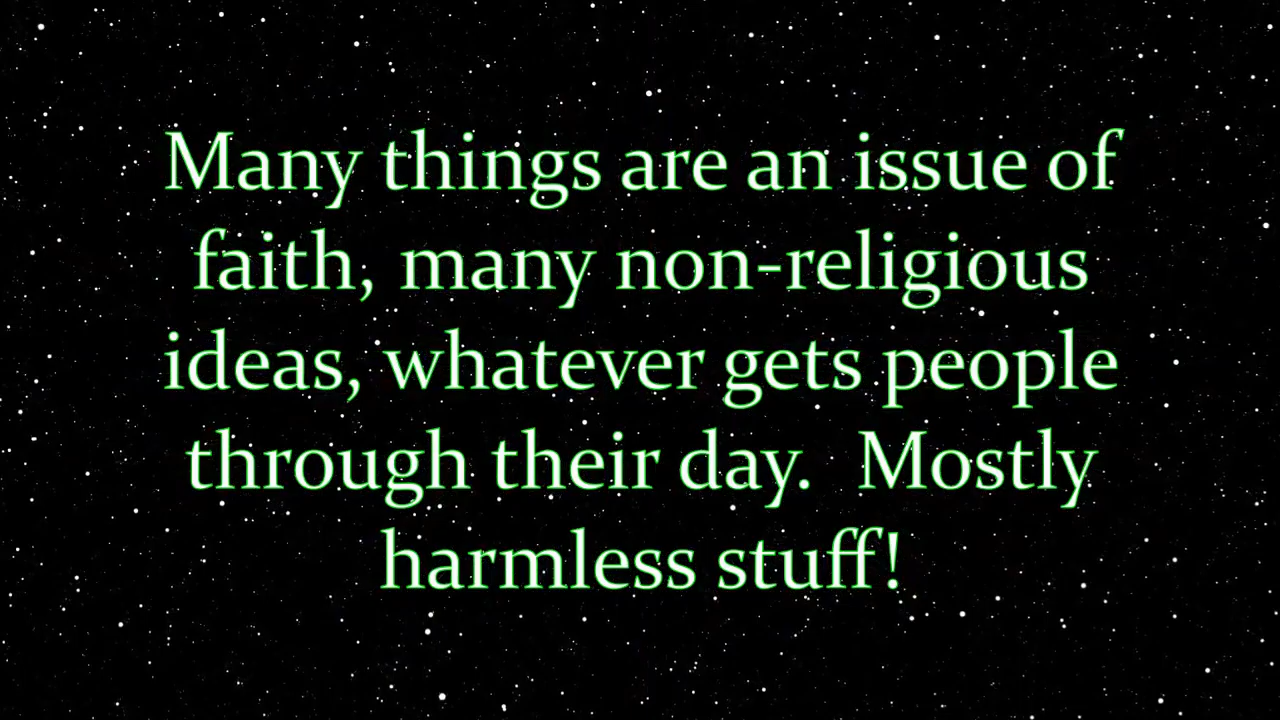 Many things are an issue of
faith, many non-religious
ideas, whatever gets people
through their day.  Mostly
harmless stuff!